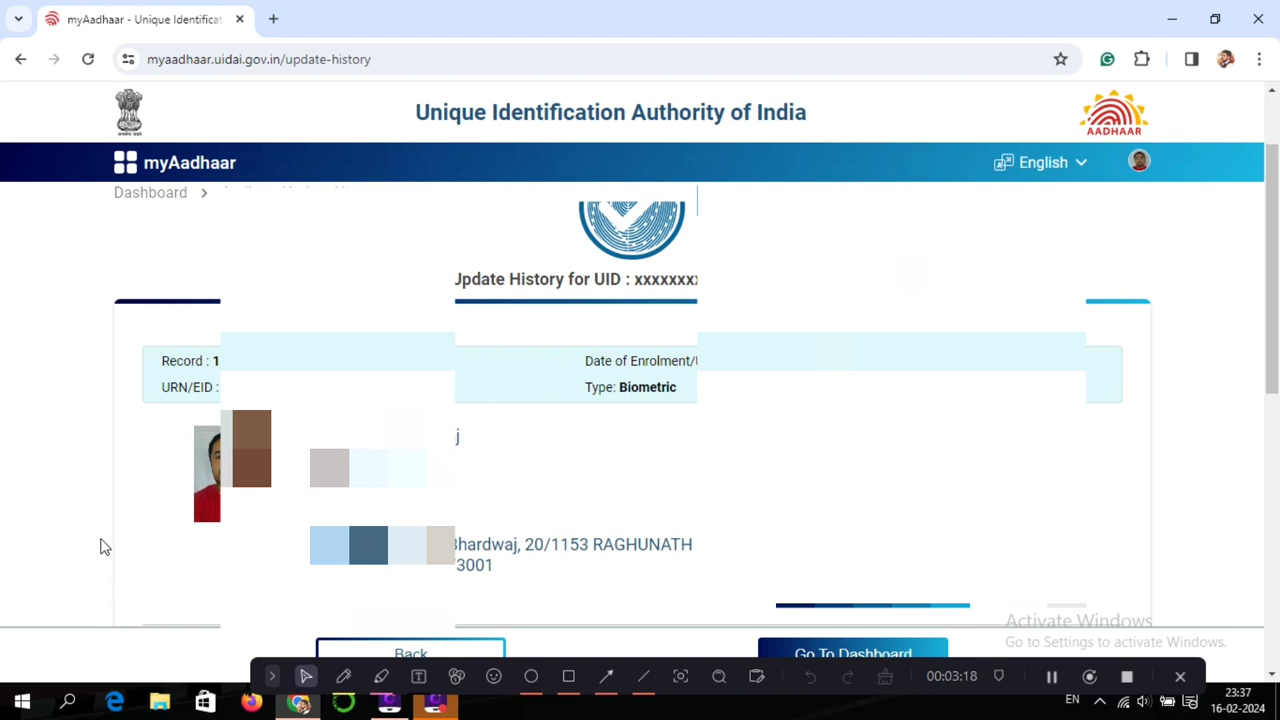 myAadhaar - Unique Identificat
myaadhaar.uidai.gov.in/update-history
Unique Identification Authority of India
AADHAAR
myAadhaar
English
Dashboard
Update History for UID : xxxxxxxx
Record : 1
Date of Enrolment/
URN/EID :
Type: Biometric
j
Bhardwaj, 20/1153 RAGHUNATH
3001
Activate Windows
Go to Settings to activate Windows.
Back
Go To Dashboard
00:03:18
EN
23:37
16-02-2024